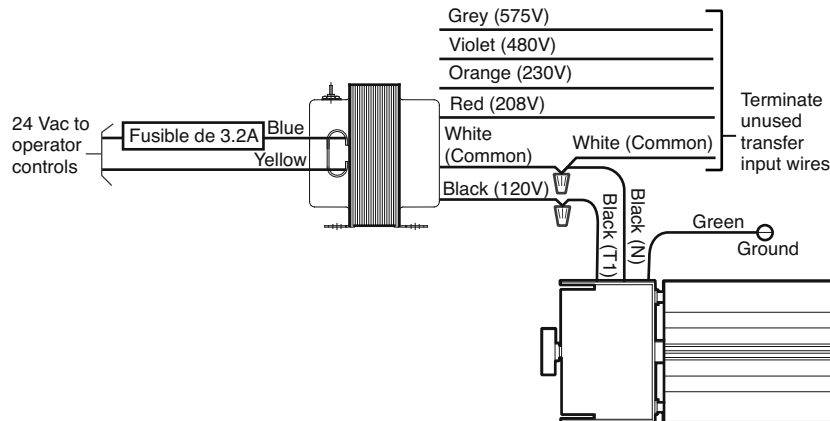 Grey (575V)
Violet (480V)
Orange (230V)
Red (208V)
White
(Common)
Black (120V)
White (Common)
Terminate
unused
transfer
input wires
24 Vac to
operator
controls
Fusible de 3.2A
Blue
Yellow
Black (T1)
Black (N)
Green
Ground